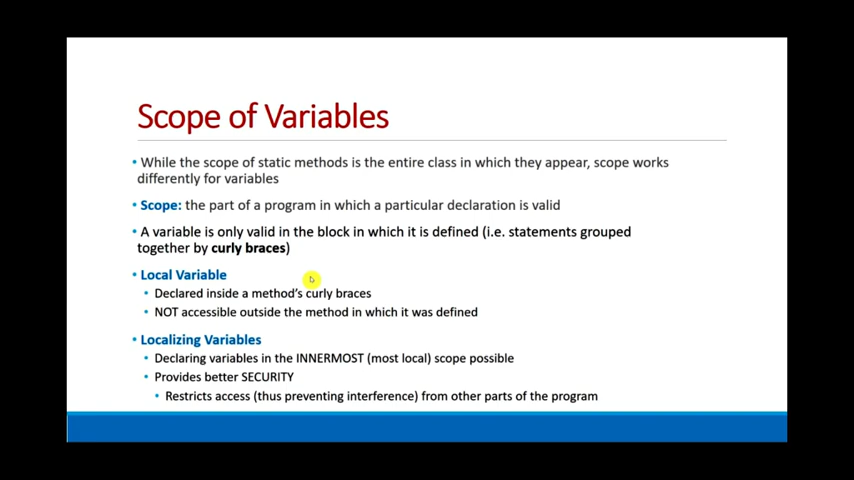 Scope of Variables
• While the scope of static methods is the entire class in which they appear, scope works
differently for variables
• Scope: the part of a program in which a particular declaration is valid
• A variable is only valid in the block in which it is defined (i.e. statements grouped
together by curly braces)
• Local Variable
• Declared inside a method's curly braces
• NOT accessible outside the method in which it was defined
• Localizing Variables
• Declaring variables in the INNERMOST (most local) scope possible
• Provides better SECURITY
• Restricts access (thus preventing interference) from other parts of the program